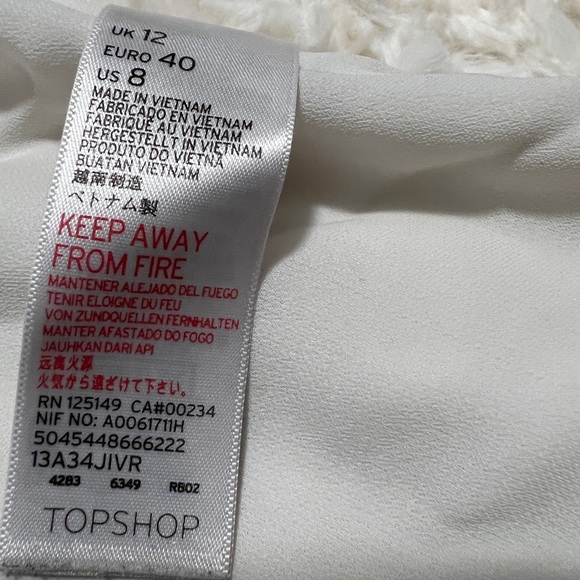 UK 12
EURO 40
US 8
MADE IN VIETNAM
FABRICADO EN VIETNAM
FABRIQUE AU VIETNAM
HERGESTELLT IN VIETNAM
PRODUTO DO VIETNA
BUATAN VIETNAM
越南制造
ベトナム製
KEEP AWAY
FROM FIRE
MANTENER ALEJADO DEL FUEGO
TENIR ELOIGNE DU FEU
VON ZUNDQUELLEN FERNHALTEN
MANTER AFASTADO DO FOGO
JAUHKAN DARI API
远离火源
火気から遠ざけて下さい。
RN 125149 CA#00234
NIF NO: A0061711H
5045448666222
13A34JIVR
4283 6349 RB02
TOPSHOP